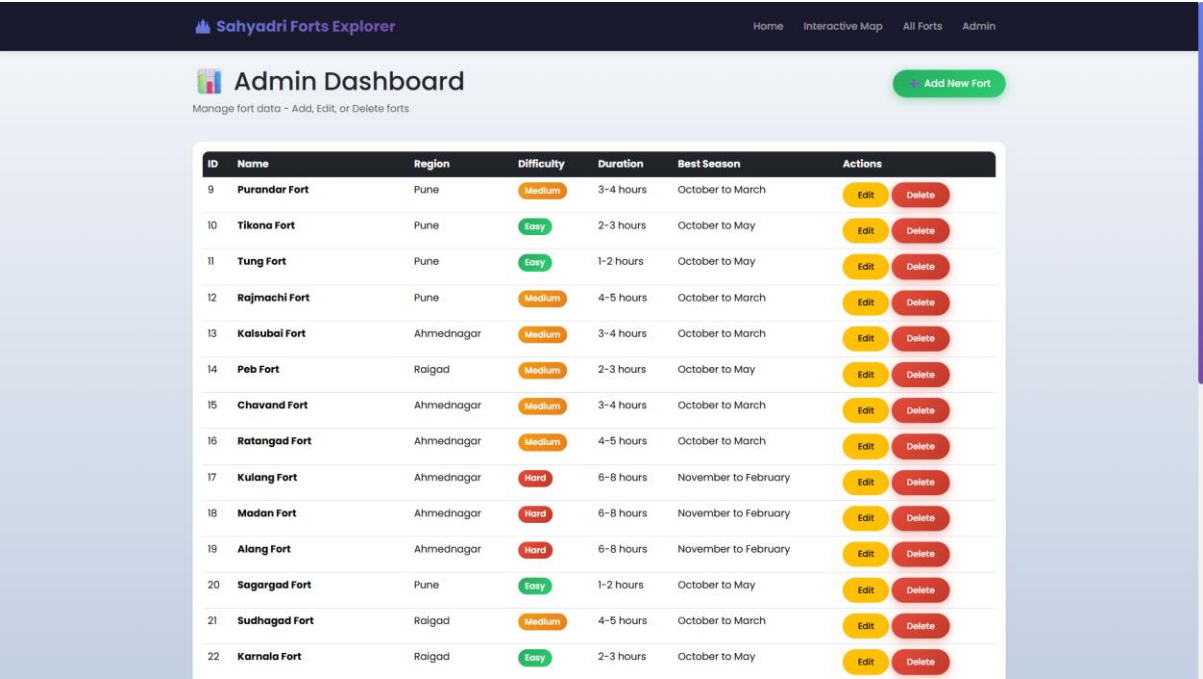 Sahyadri Forts Explorer Home Interactive Map All Forts Admin
Admin Dashboard
+ Add New Fort
Manage fort data - Add, Edit, or Delete forts
ID Name Region Difficulty Duration Best Season Actions
9 Purandar Fort Pune Medium 3-4 hours October to March Edit Delete
10 Tikona Fort Pune Easy 2-3 hours October to May Edit Delete
11 Tung Fort Pune Easy 1-2 hours October to May Edit Delete
12 Rajmachi Fort Pune Medium 4-5 hours October to March Edit Delete
13 Kalsubai Fort Ahmednagar Medium 3-4 hours October to March Edit Delete
14 Peb Fort Raigad Medium 2-3 hours October to May Edit Delete
15 Chavand Fort Ahmednagar Medium 3-4 hours October to March Edit Delete
16 Ratangad Fort Ahmednagar Medium 4-5 hours October to March Edit Delete
17 Kulang Fort Ahmednagar Hard 6-8 hours November to February Edit Delete
18 Madan Fort Ahmednagar Hard 6-8 hours November to February Edit Delete
19 Alang Fort Ahmednagar Hard 6-8 hours November to February Edit Delete
20 Sagargad Fort Pune Easy 1-2 hours October to May Edit Delete
21 Sudhagad Fort Raigad Medium 4-5 hours October to March Edit Delete
22 Karnala Fort Raigad Easy 2-3 hours October to May Edit Delete